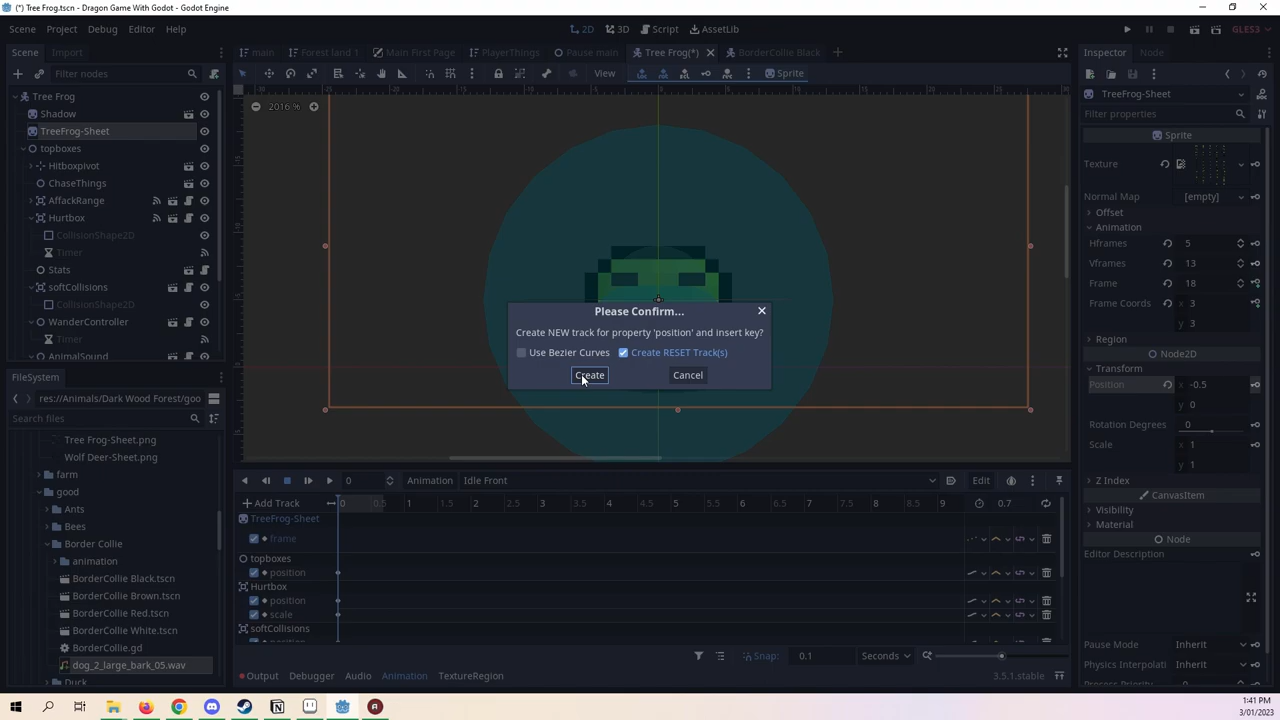 (*) Tree Frog.tscn - Dragon Game With Godot - Godot Engine
Scene Project Debug Editor Help
2D 3D Script AssetLib
GLES3
Scene Import
main Forest land 1 Main First Page PlayerThings Pause main Tree Frog(*) BorderCollie Black
Inspector Node
Filter nodes
View Sprite
2016 %
Tree Frog
Shadow
TreeFrog-Sheet
topboxes
Hitboxpivot
ChaseThings
AffackRange
Hurtbox
CollisionShape2D
Timer
Stats
softCollisions
CollisionShape2D
WanderController
Timer
AnimalSound
TreeFrog-Sheet
Filter properties
Sprite
Texture
Normal Map [empty]
Offset
Animation
Hframes 5
Vframes 13
Frame 18
Frame Coords x 3
y 3
Region
Node2D
Transform
Position x -0.5
y 0
Rotation Degrees 0
Scale x 1
y 1
Z Index
CanvasItem
Visibility
Material
Node
Editor Description
Pause Mode Inherit
Physics Interpolati Inherit
Please Confirm...
Create NEW track for property 'position' and insert key?
Use Bezier Curves Create RESET Track(s)
Create Cancel
FileSystem
res://Animals/Dark Wood Forest/goo
Search files
Tree Frog-Sheet.png
Wolf Deer-Sheet.png
farm
good
Ants
Bees
Border Collie
animation
BorderCollie Black.tscn
BorderCollie Brown.tscn
BorderCollie Red.tscn
BorderCollie White.tscn
BorderCollie.gd
dog_2_large_bark_05.wav
Duck
0 Animation Idle Front Edit
Add Track 0 0.5 1 2 3 4 5 6 7 8 9 0.7
TreeFrog-Sheet
frame
topboxes
position
Hurtbox
position
scale
softCollisions
Snap: 0.1 Seconds
Output Debugger Audio Animation TextureRegion
3.5.1.stable
1:41 PM
3/01/2023